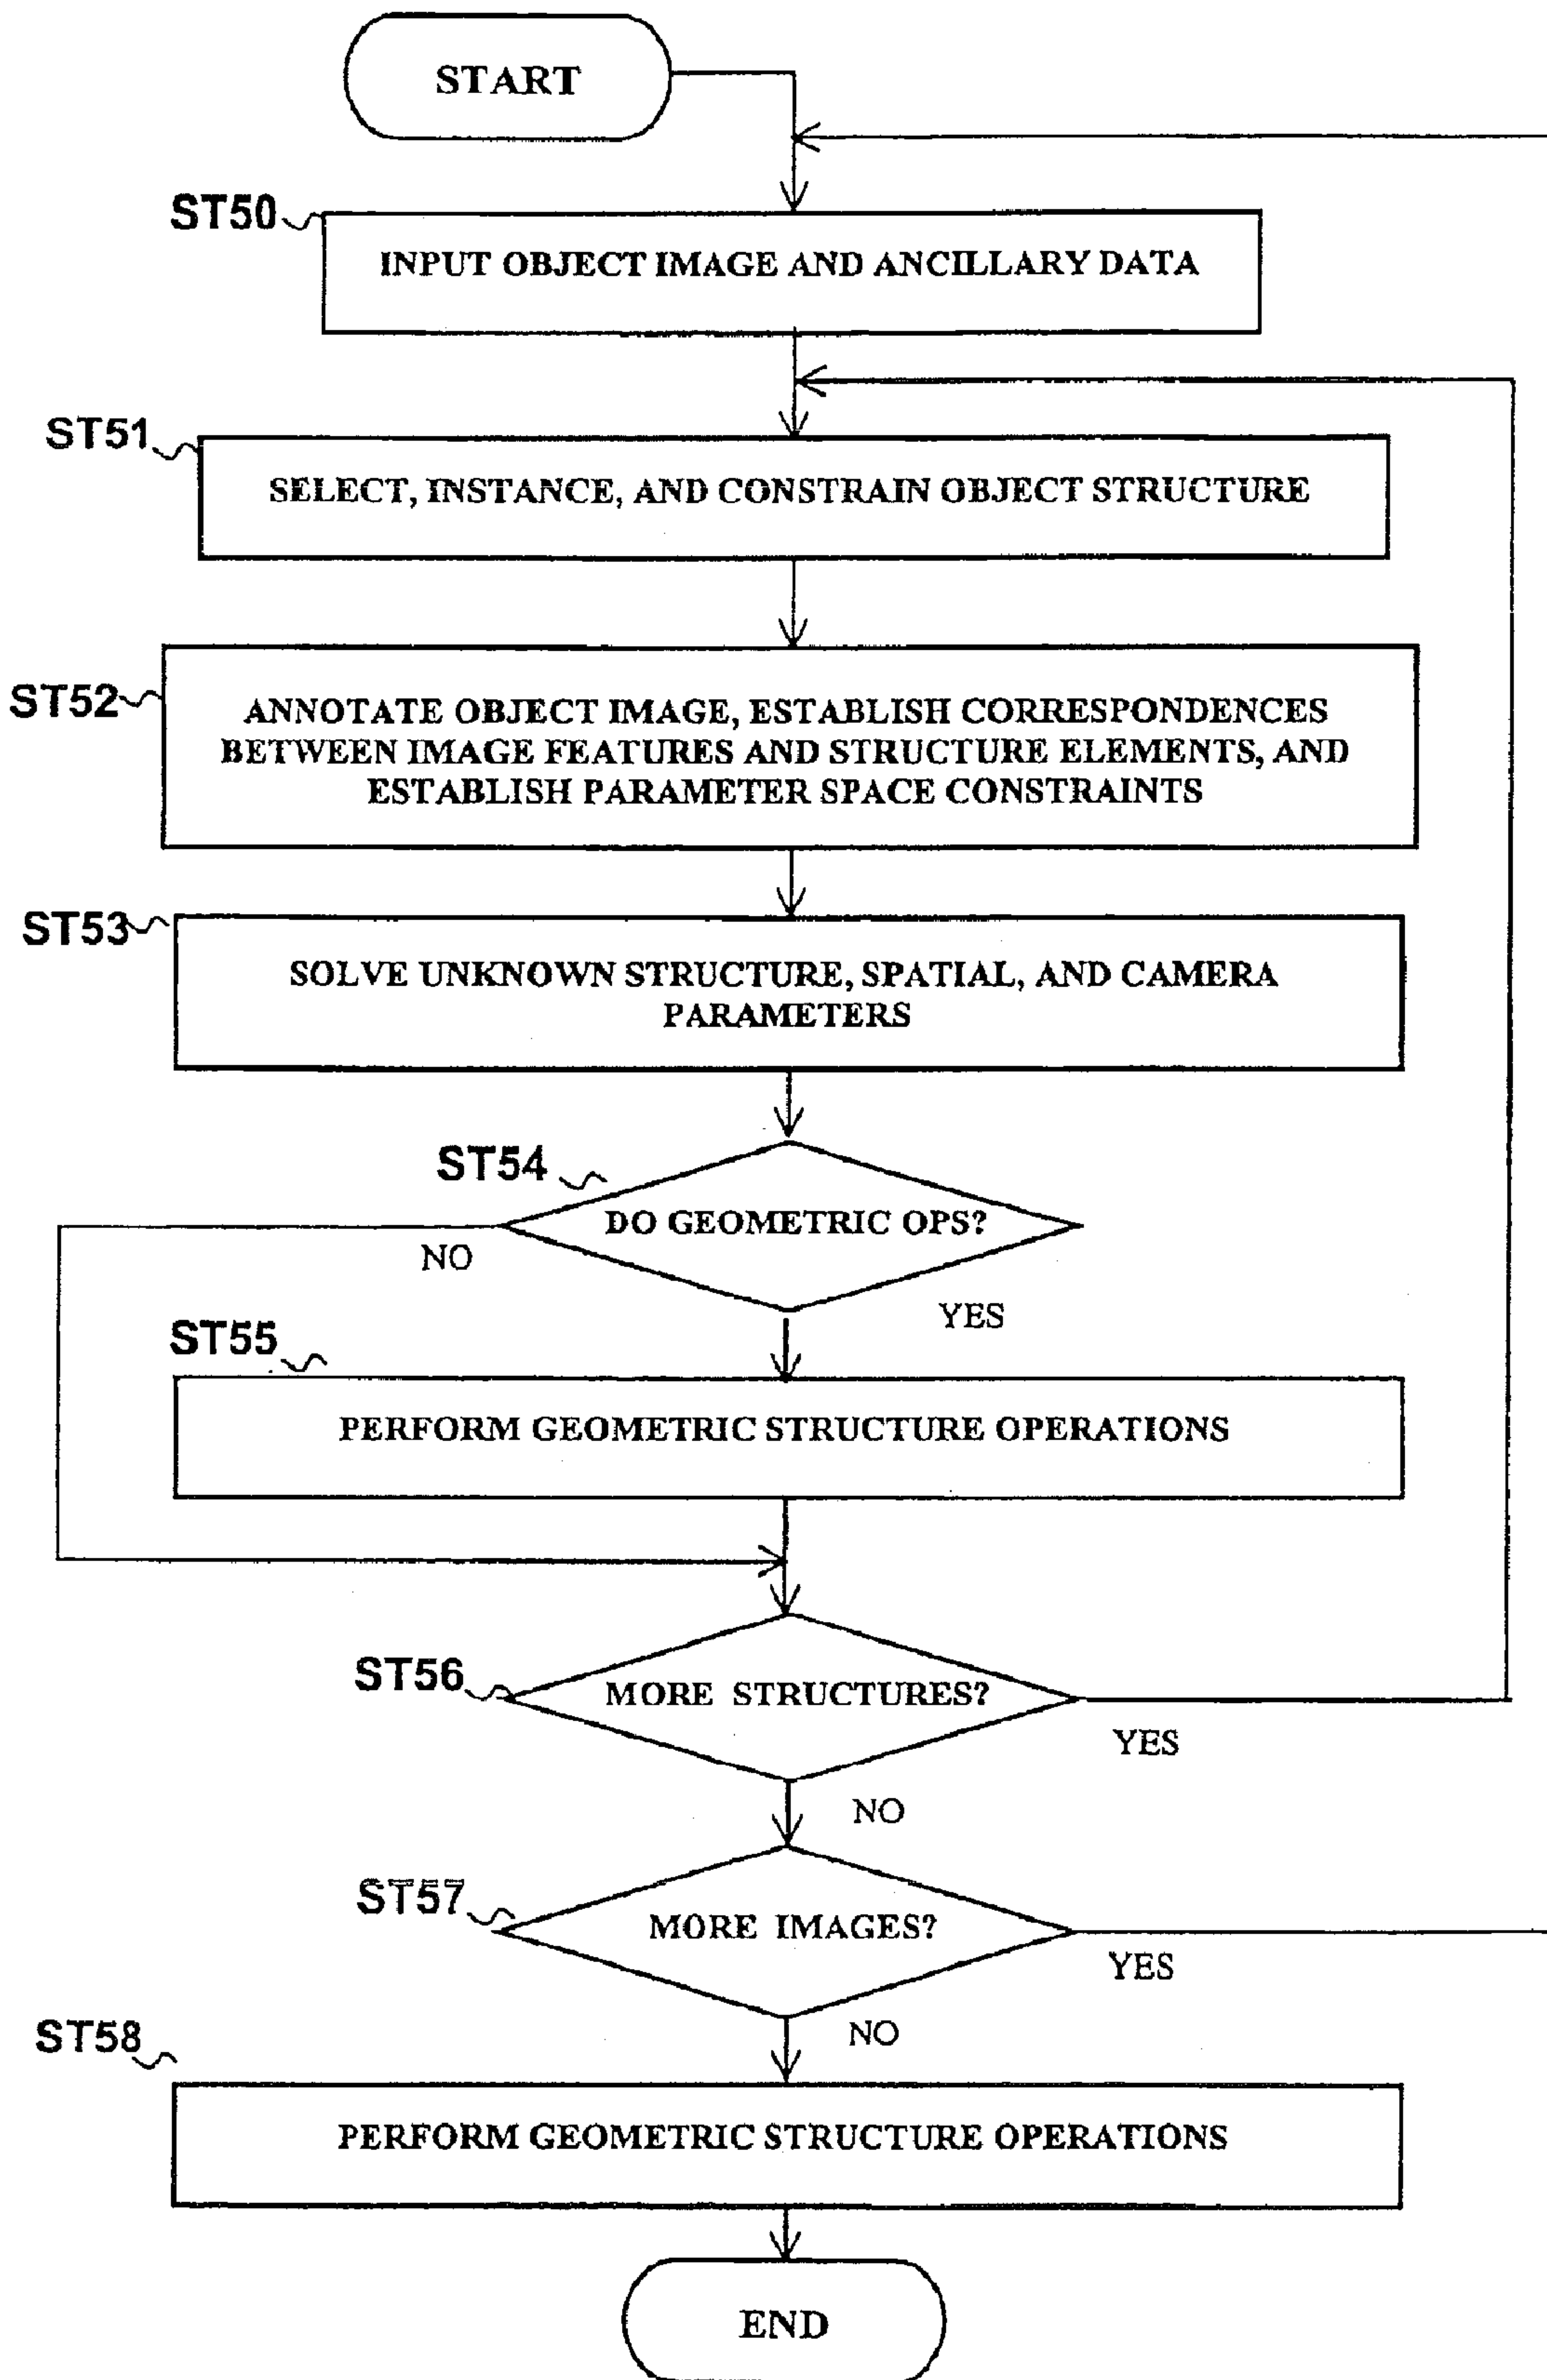 START
ST50
INPUT OBJECT IMAGE AND ANCILLARY DATA
ST51
SELECT, INSTANCE, AND CONSTRAIN OBJECT STRUCTURE
ST52
ANNOTATE OBJECT IMAGE, ESTABLISH CORRESPONDENCES
BETWEEN IMAGE FEATURES AND STRUCTURE ELEMENTS, AND
ESTABLISH PARAMETER SPACE CONSTRAINTS
ST53
SOLVE UNKNOWN STRUCTURE, SPATIAL, AND CAMERA
PARAMETERS
ST54
DO GEOMETRIC OPS?
NO
YES
ST55
PERFORM GEOMETRIC STRUCTURE OPERATIONS
ST56
MORE STRUCTURES?
YES
NO
ST57
MORE IMAGES?
YES
NO
ST58
PERFORM GEOMETRIC STRUCTURE OPERATIONS
END